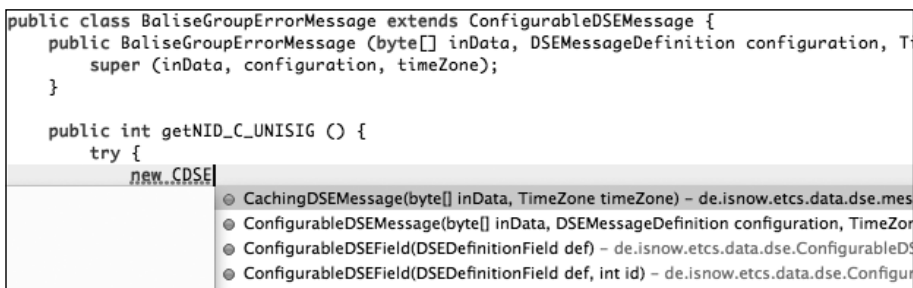 public class BaliseGroupErrorMessage extends ConfigurableDSEMessage {
public BaliseGroupErrorMessage (byte[] inData, DSEMessageDefinition configuration, Ti
super (inData, configuration, timeZone);
}
public int getNID_C_UNISIG () {
try {
new CDSE
CachingDSEMessage(byte[] inData, TimeZone timeZone) – de.isnow.etcs.data.dse.mes
ConfigurableDSEMessage(byte[] inData, DSEMessageDefinition configuration, TimeZon
ConfigurableDSEField(DSEDefinitionField def) – de.isnow.etcs.data.dse.ConfigurableDS
ConfigurableDSEField(DSEDefinitionField def, int id) – de.isnow.etcs.data.dse.Configur